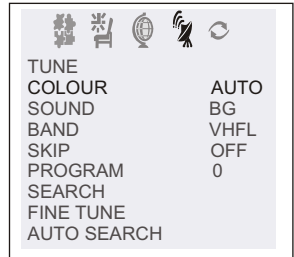 TUNE
COLOUR AUTO
SOUND BG
BAND VHFL
SKIP OFF
PROGRAM 0
SEARCH
FINE TUNE
AUTO SEARCH